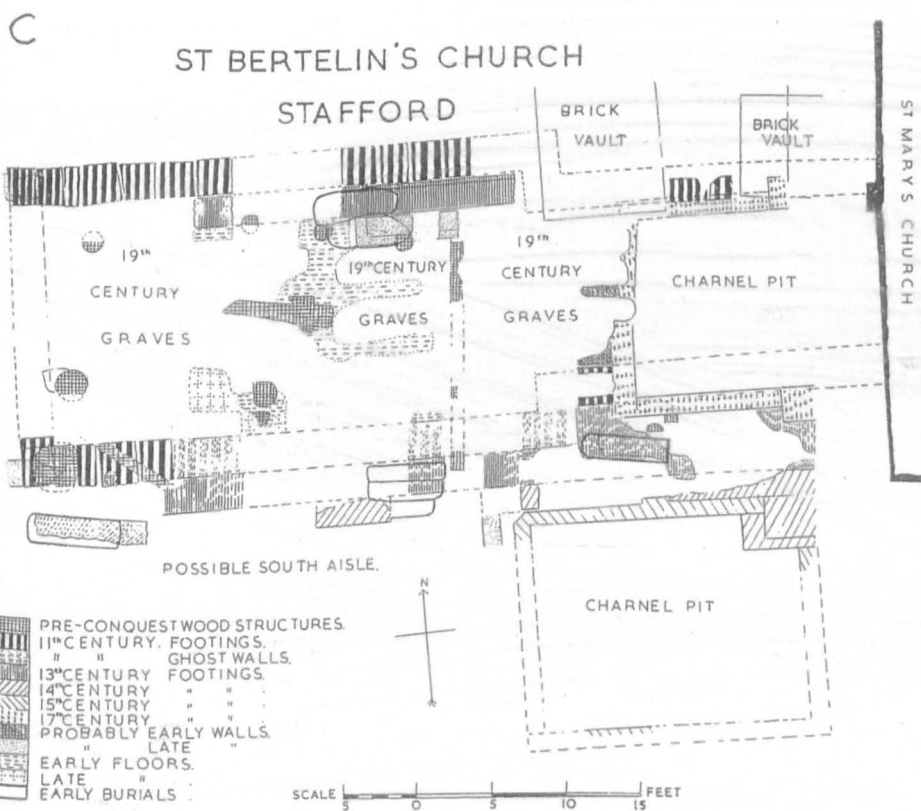 C
ST BERTELIN'S CHURCH
STAFFORD
BRICK
VAULT
BRICK
VAULT
ST MARYS CHURCH
19th
CENTURY
GRAVES
19th CENTURY
GRAVES
19th
CENTURY
GRAVES
CHARNEL PIT
POSSIBLE SOUTH AISLE.
N
CHARNEL PIT
PRE-CONQUEST WOOD STRUCTURES.
11th CENTURY. FOOTINGS.
" " GHOST WALLS.
13th CENTURY FOOTINGS.
14th CENTURY " "
15th CENTURY " "
17th CENTURY " "
PROBABLY EARLY WALLS.
" LATE "
EARLY FLOORS.
LATE "
EARLY BURIALS
SCALE FEET
5 0 5 10 15